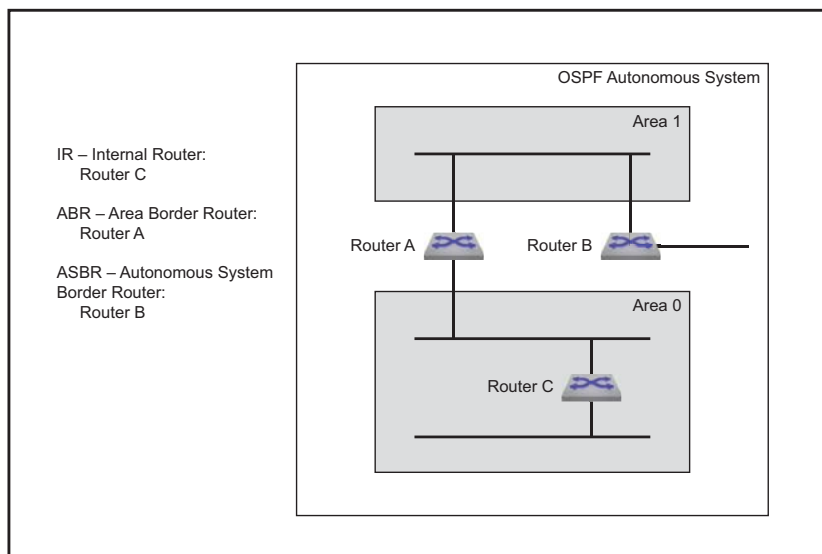 OSPF Autonomous System
Area 1
IR – Internal Router:
Router C
ABR – Area Border Router:
Router A
ASBR – Autonomous System
Border Router:
Router B
Router A
Router B
Area 0
Router C